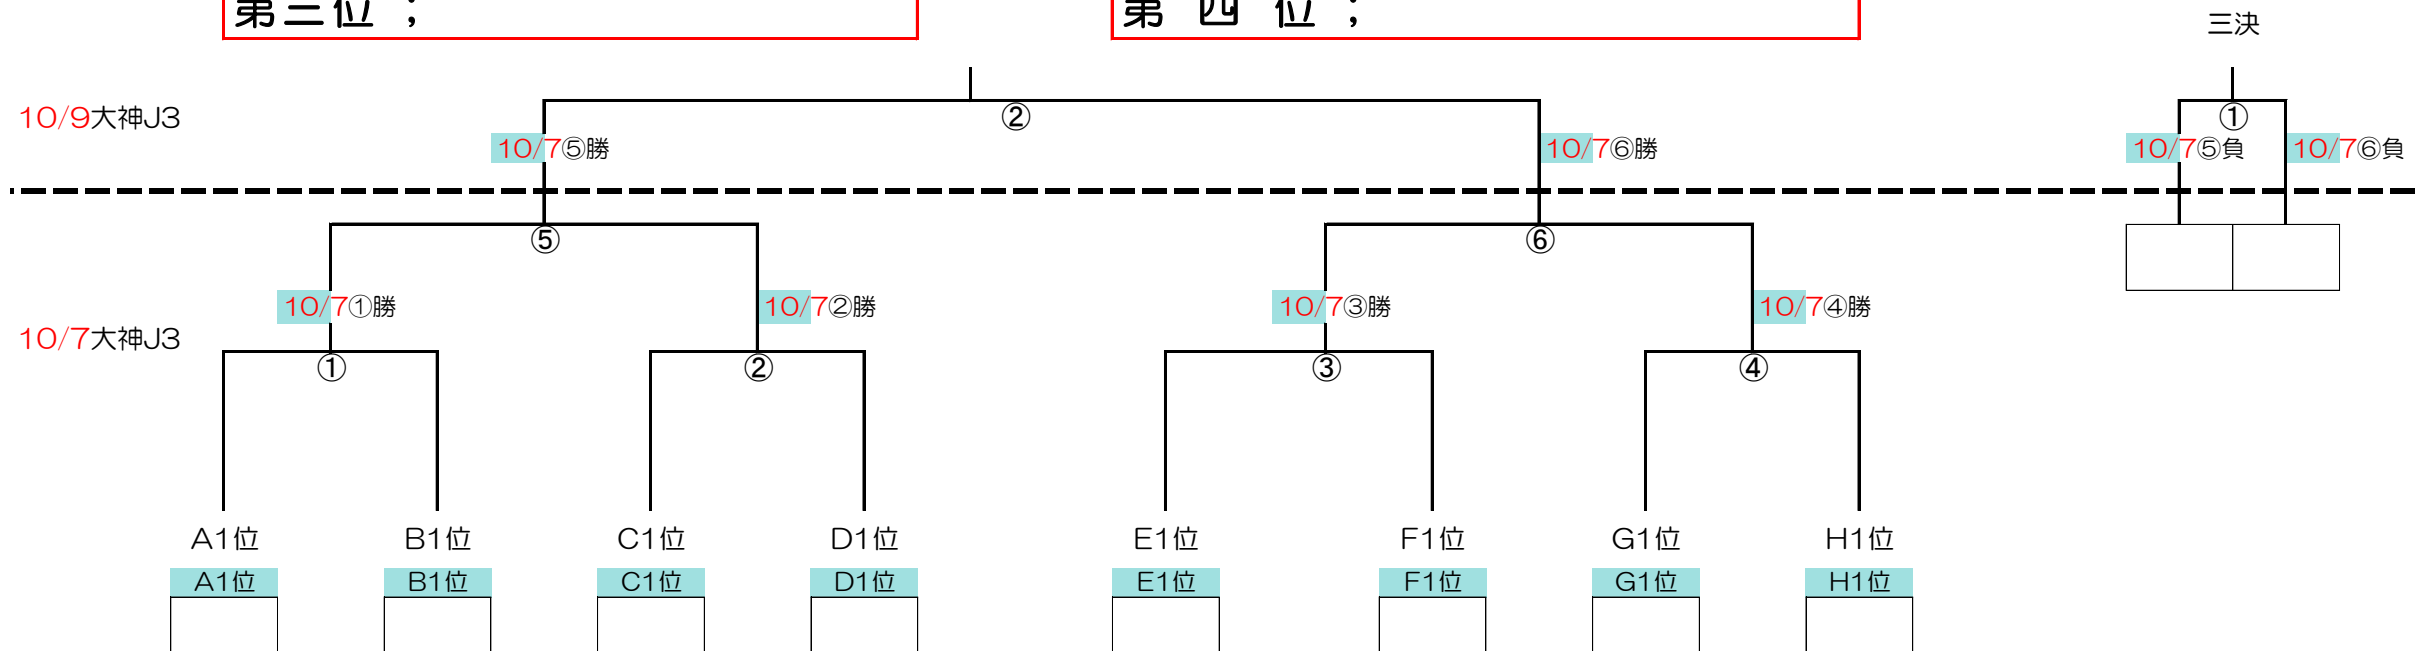 第三位 ；
第 四 位 ；
三決
10/9大神J3
②
①
10/7⑤勝
10/7⑥勝
10/7⑤負
10/7⑥負
⑤
⑥
10/7①勝
10/7②勝
10/7③勝
10/7④勝
10/7大神J3
①
②
③
④
A1位
B1位
C1位
D1位
E1位
F1位
G1位
H1位
A1位
B1位
C1位
D1位
E1位
F1位
G1位
H1位